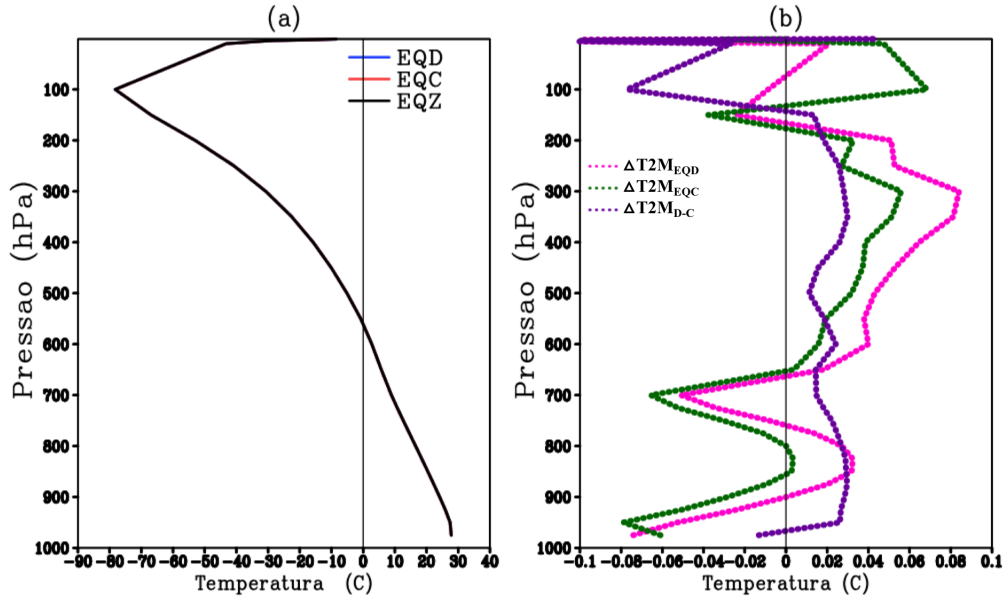 (a)
EQD
EQC
EQZ
Pressao (hPa)
100
200
300
400
500
600
700
800
900
1000
-90 -80 -70 -60 -50 -40 -30 -20 -10 0 10 20 30 40
Temperatura (C)
(b)
△T2M_EQD
△T2M_EQC
△T2M_D-C
Pressao (hPa)
100
200
300
400
500
600
700
800
900
1000
-0.1 -0.08 -0.06 -0.04 -0.02 0 0.02 0.04 0.06 0.08 0.1
Temperatura (C)